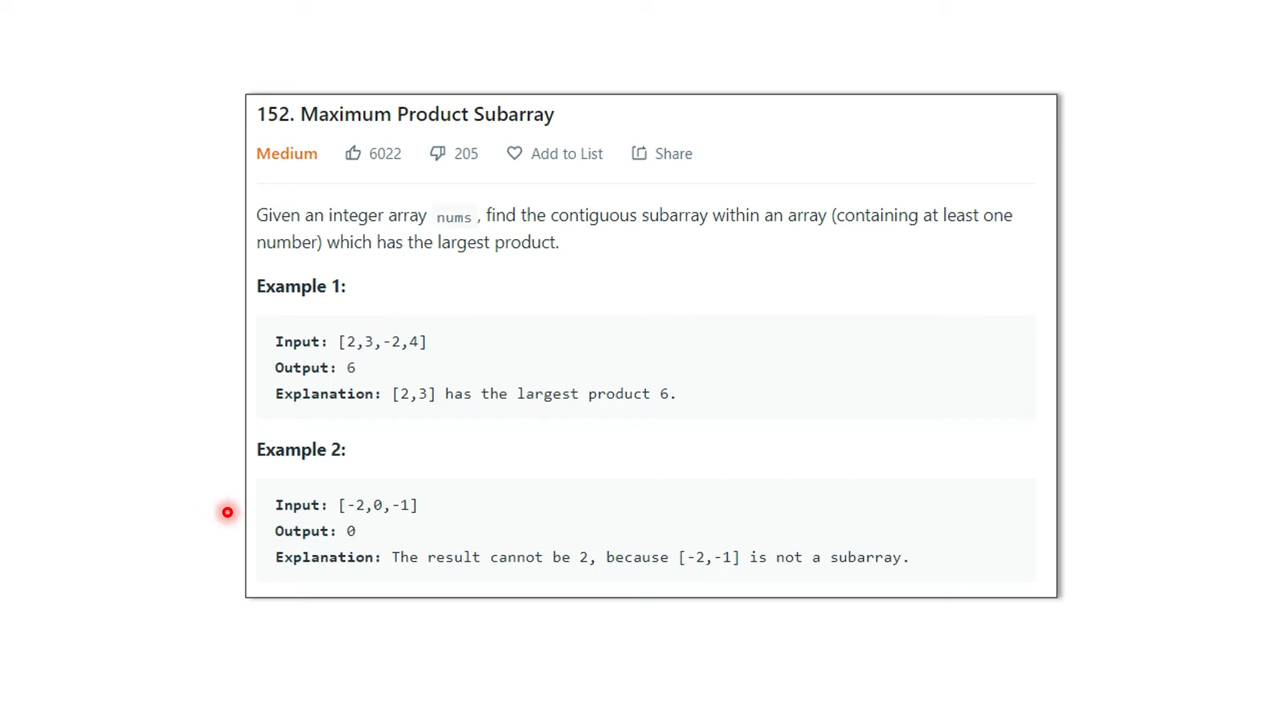 152. Maximum Product Subarray
Medium 6022 205 Add to List Share
Given an integer array nums, find the contiguous subarray within an array (containing at least one
number) which has the largest product.
Example 1:
Input: [2,3,-2,4]
Output: 6
Explanation: [2,3] has the largest product 6.
Example 2:
Input: [-2,0,-1]
Output: 0
Explanation: The result cannot be 2, because [-2,-1] is not a subarray.